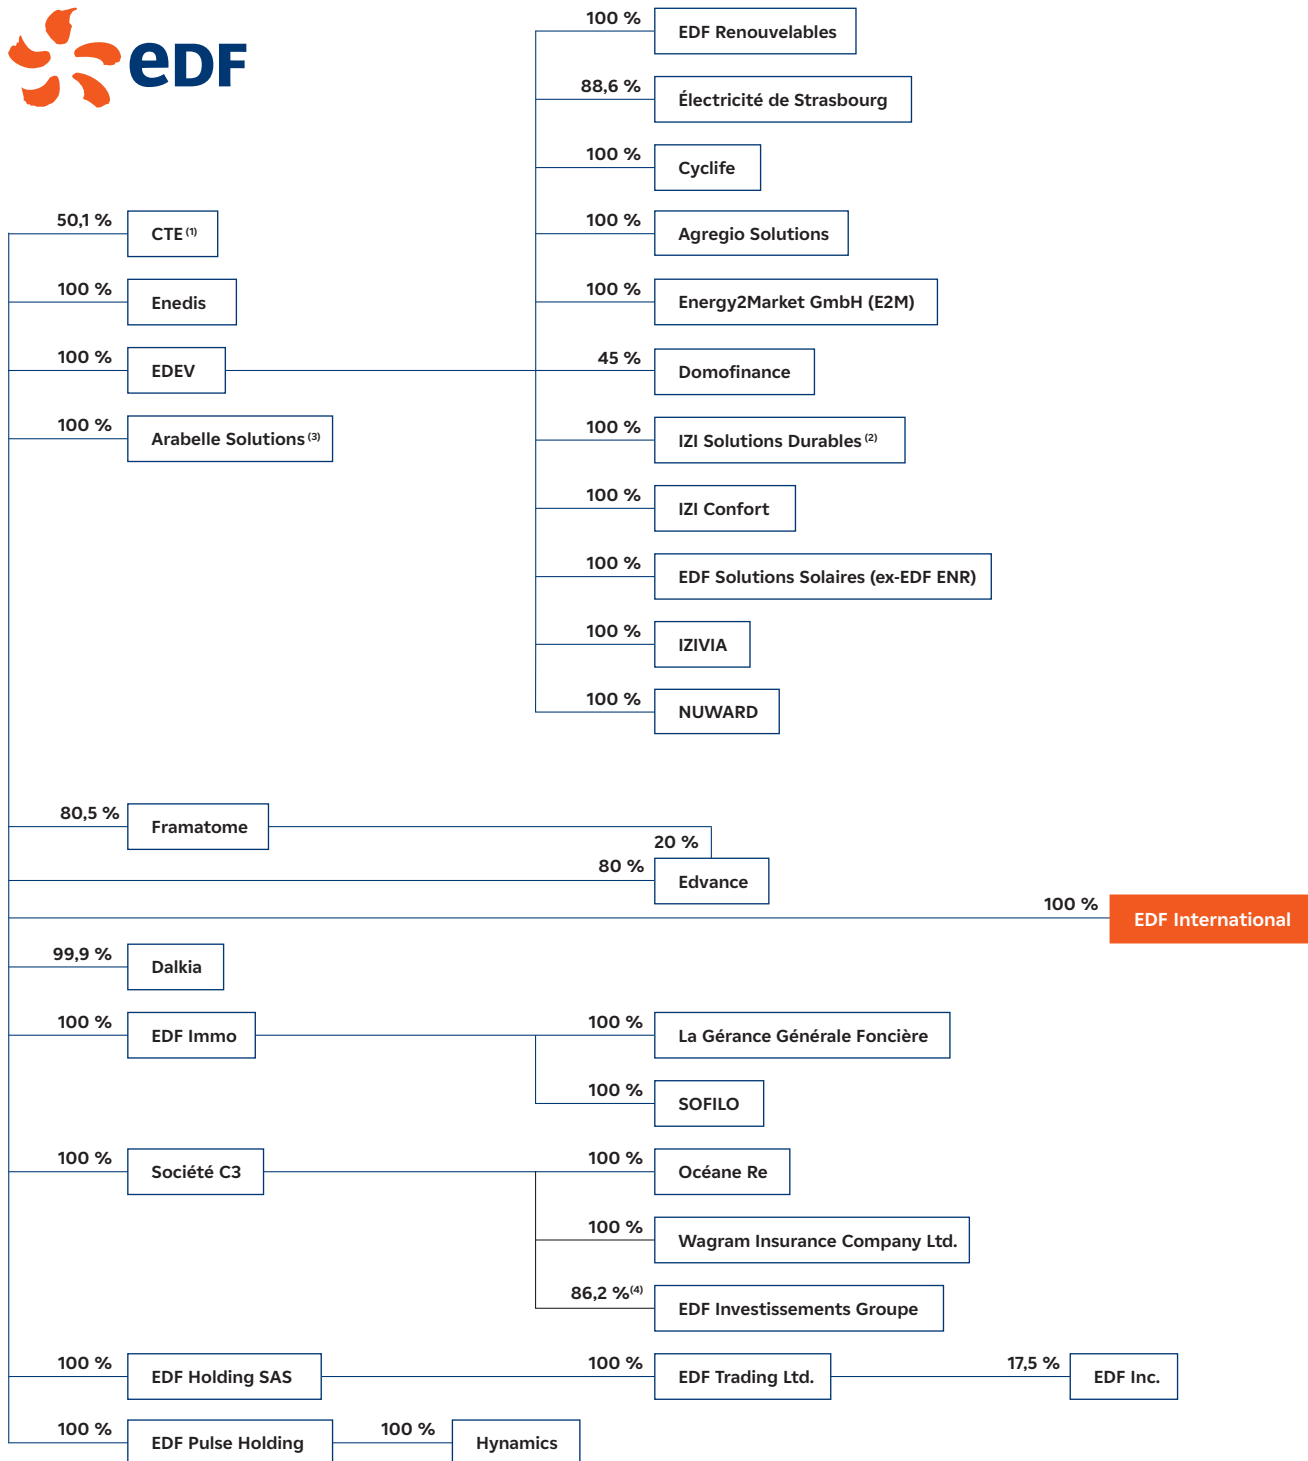 edF
100 %
EDF Renouvelables
88,6 %
Électricité de Strasbourg
100 %
Cyclife
50,1 %
CTE (1)
100 %
Agregio Solutions
100 %
Enedis
100 %
Energy2Market GmbH (E2M)
100 %
EDEV
45 %
Domofinance
100 %
Arabelle Solutions (3)
100 %
IZI Solutions Durables (2)
100 %
IZI Confort
100 %
EDF Solutions Solaires (ex-EDF ENR)
100 %
IZIVIA
100 %
NUWARD
80,5 %
Framatome
20 %
80 %
Edvance
100 %
EDF International
99,9 %
Dalkia
100 %
EDF Immo
100 %
La Gérance Générale Foncière
100 %
SOFILO
100 %
Société C3
100 %
Océane Re
100 %
Wagram Insurance Company Ltd.
86,2 %(4)
EDF Investissements Groupe
100 %
EDF Holding SAS
100 %
EDF Trading Ltd.
17,5 %
EDF Inc.
100 %
EDF Pulse Holding
100 %
Hynamics